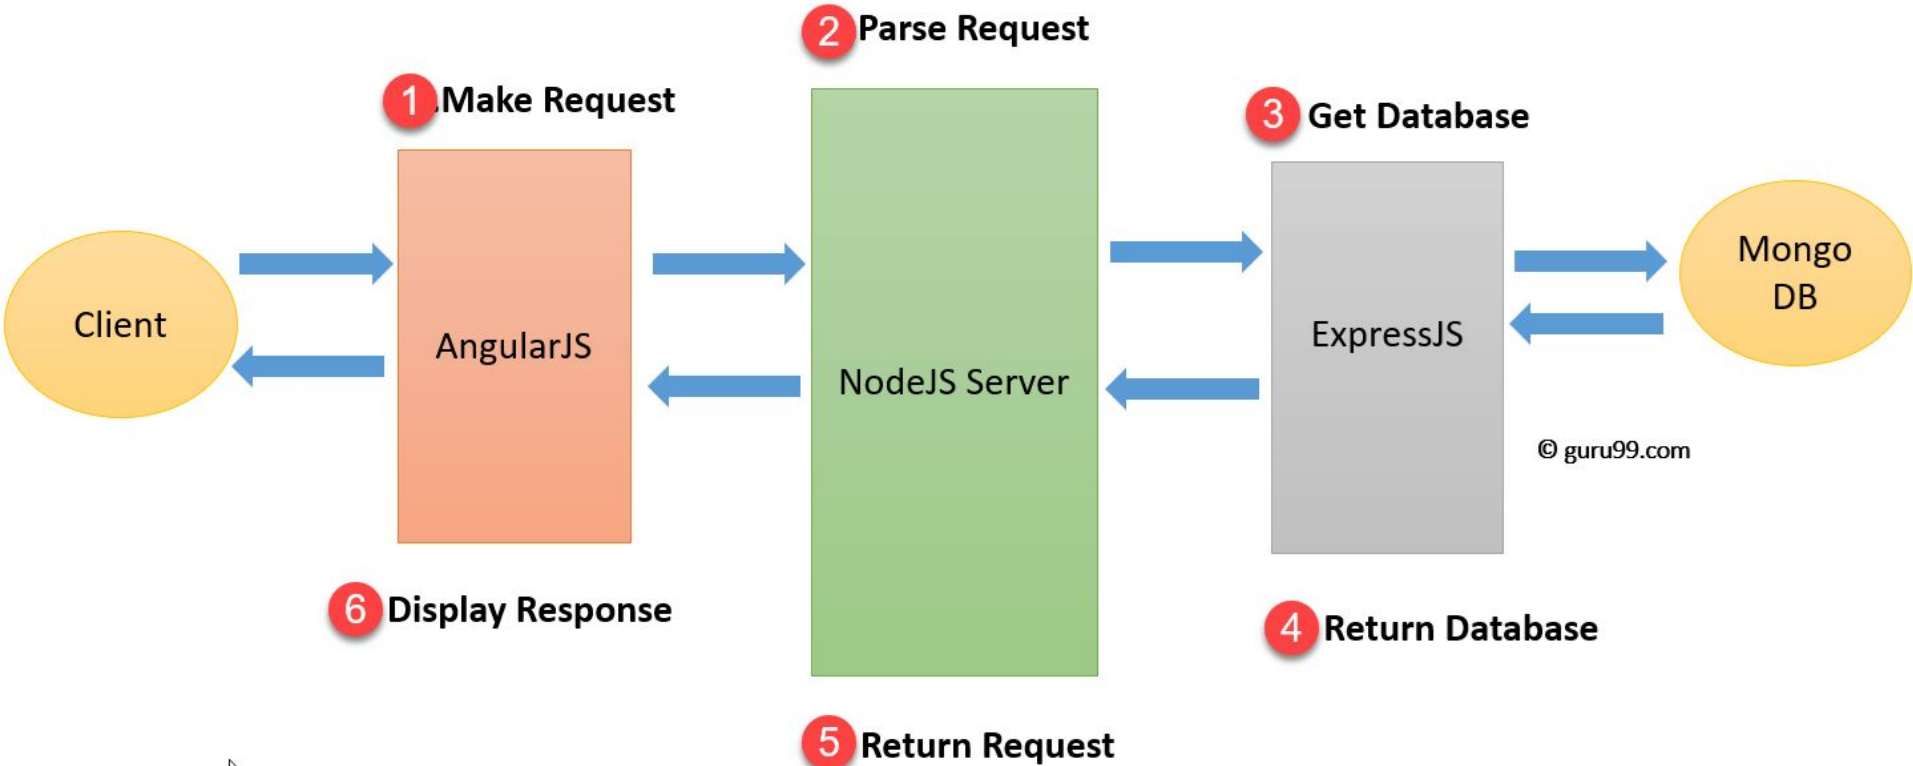 2 Parse Request
1 .Make Request
3 Get Database
Client
AngularJS
NodeJS Server
ExpressJS
Mongo
DB
© guru99.com
6 Display Response
4 Return Database
5 Return Request